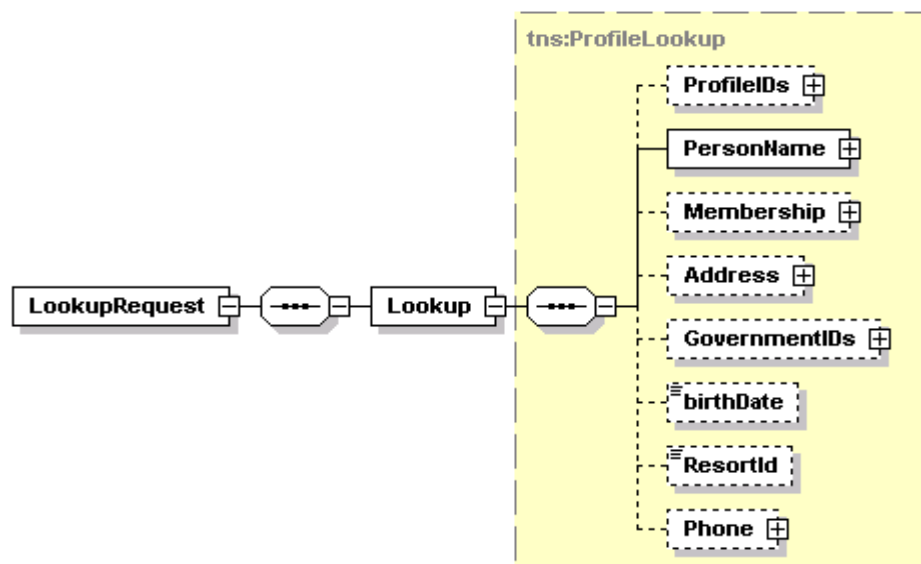 tns:ProfileLookup
ProfileIDs
PersonName
Membership
Address
LookupRequest
Lookup
GovernmentIDs
birthDate
ResortId
Phone